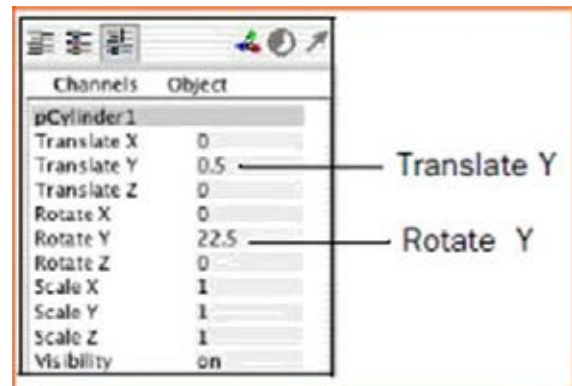 Channels Object
pCylinder1
Translate X 0
Translate Y 0.5 Translate Y
Translate Z 0
Rotate X 0
Rotate Y 22.5 Rotate Y
Rotate Z 0
Scale X 1
Scale Y 1
Scale Z 1
Visibility on